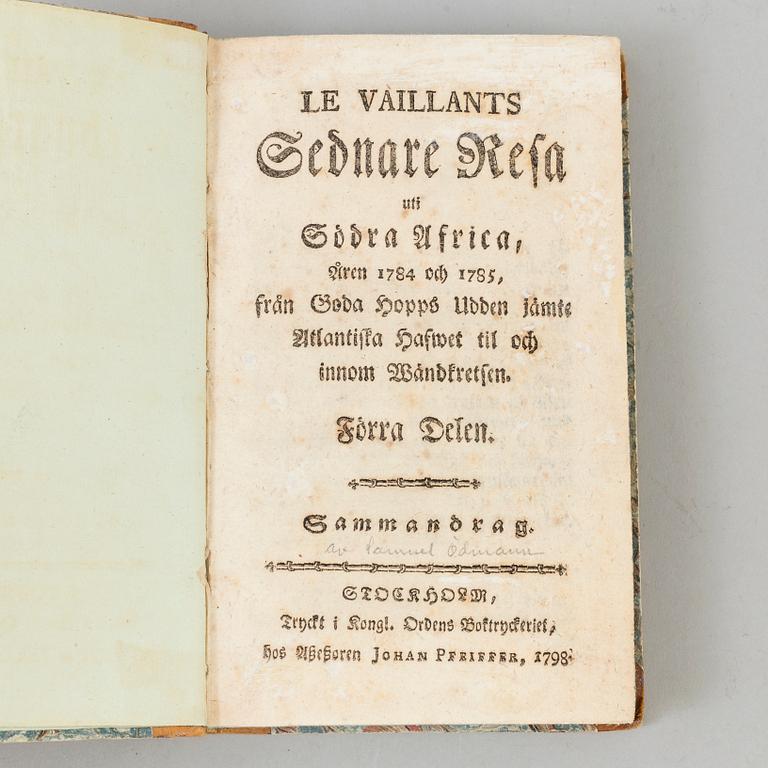 LE VAILLANTS
Sednare Resa
uti
Södra Africa,
Åren 1784 och 1785,
från Goda Hopps Udden jämte
Atlantiska Hafwet til och
innom Wändkretsen.
Förra Delen.
Sammandrag.
av Samuel Ödmann
STOCKHOLM,
Tryckt i Kongl. Ordens Boktryckeriet,
hos Aßeßoren JOHAN PFEIFFER, 1798.